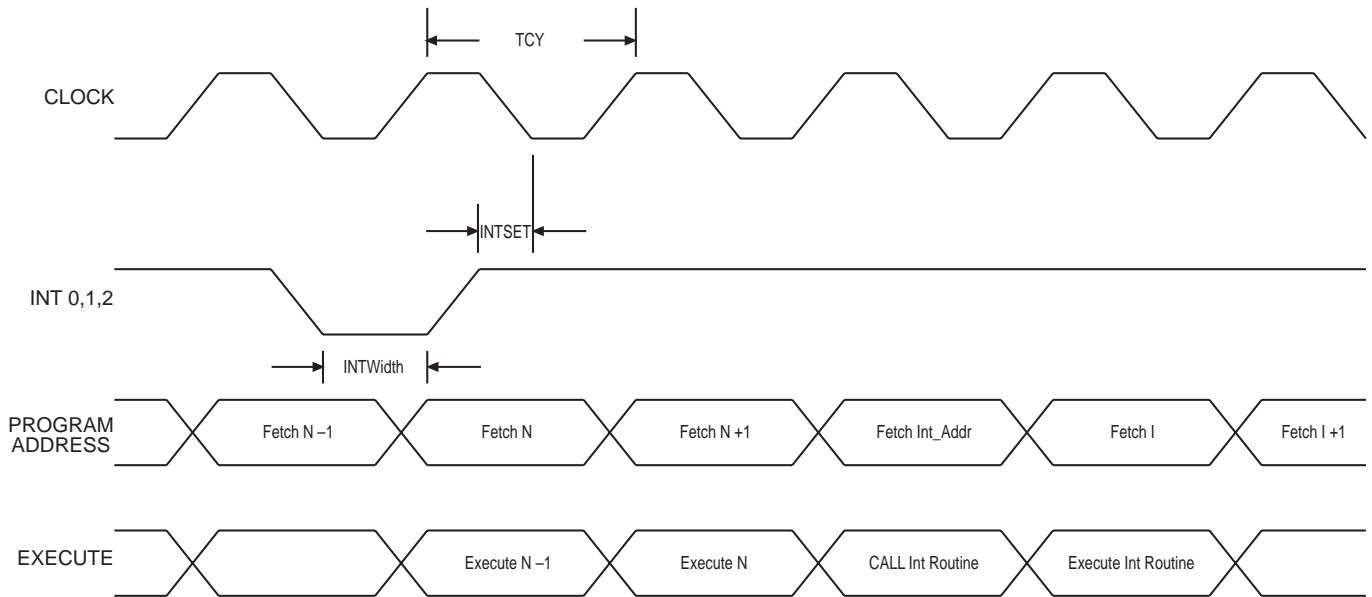 TCY
CLOCK
INTSET
INT 0,1,2
INTWidth
PROGRAM
ADDRESS
Fetch N –1
Fetch N
Fetch N +1
Fetch Int_Addr
Fetch I
Fetch I +1
EXECUTE
Execute N –1
Execute N
CALL Int Routine
Execute Int Routine